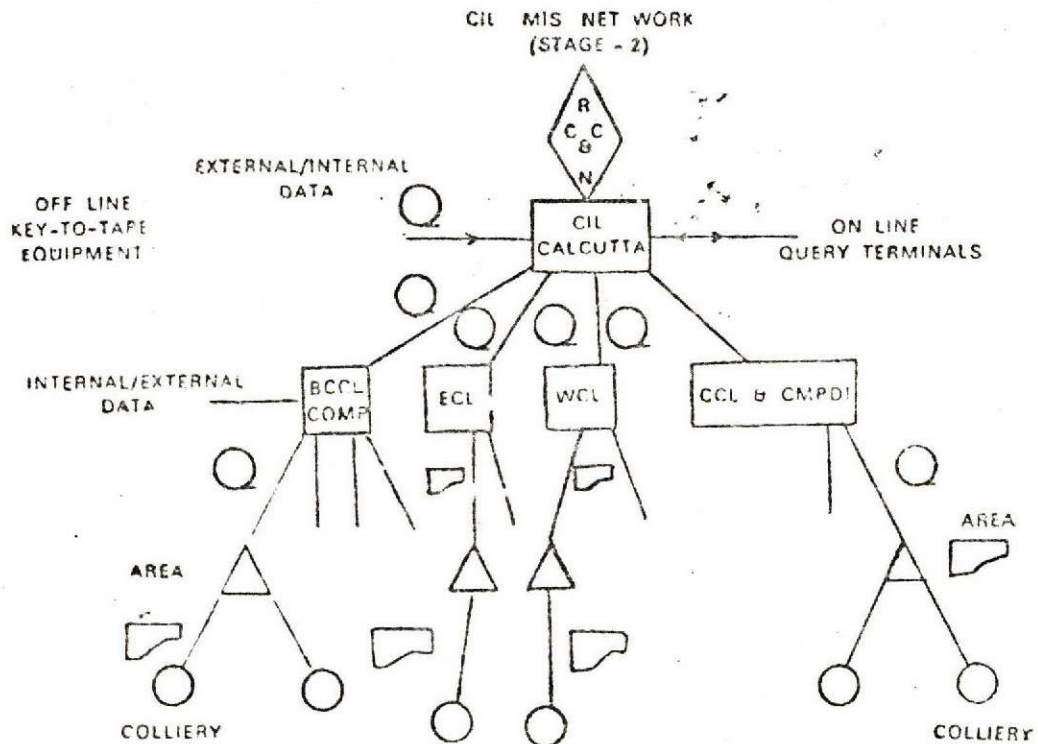 CIL MIS NET WORK
(STAGE - 2)
R
C C
&
N
EXTERNAL/INTERNAL
DATA
OFF LINE
KEY-TO-TAPE
EQUIPMENT
CIL
CALCUTTA
ON LINE
QUERY TERMINALS
INTERNAL/EXTERNAL
DATA
BCCL
COMP
ECL
WCL
CCL & CMPDI
AREA
AREA
COLLIERY
COLLIERY